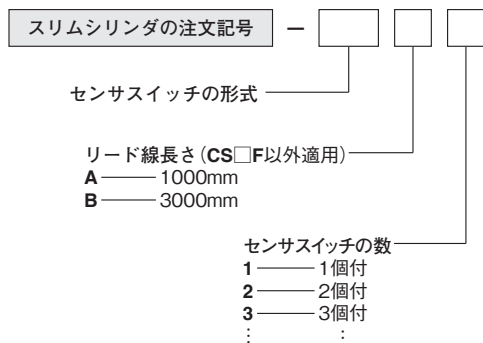 スリムシリンダの注文記号 －
センサスイッチの形式
リード線長さ(CS□F以外適用)
A 1000mm
B 3000mm
センサスイッチの数
1 1個付
2 2個付
3 3個付
⋮ ⋮